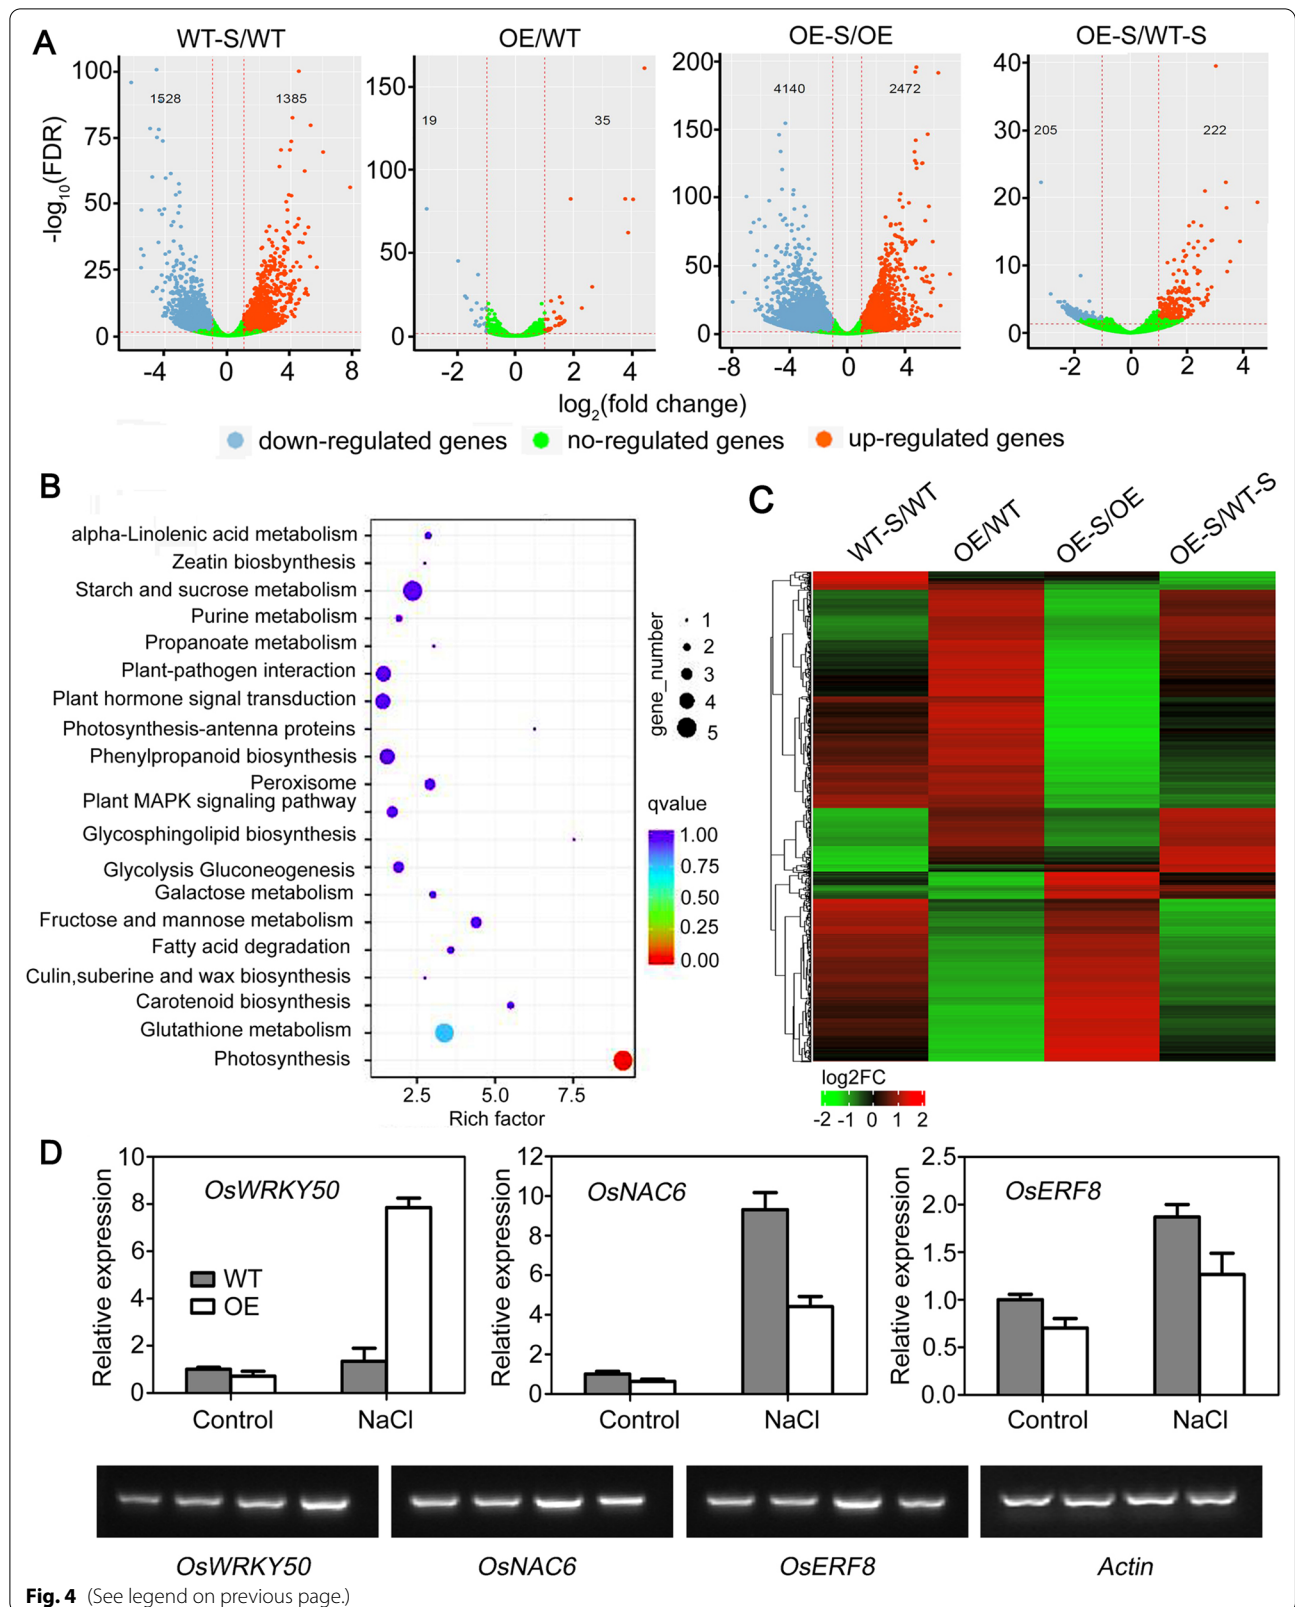 A
WT-S/WT
OE/WT
OE-S/OE
OE-S/WT-S
-log10(FDR)
100
75
50
25
0
1528
1385
-4
0
4
8
150
100
50
0
19
35
-2
0
2
200
150
100
50
0
4140
2472
-8
-4
0
4
40
30
20
10
0
205
222
-2
0
2
4
log2(fold change)
down-regulated genes
no-regulated genes
up-regulated genes
B
alpha-Linolenic acid metabolism
Zeatin biosbynthesis
Starch and sucrose metabolism
Purine metabolism
Propanoate metabolism
Plant-pathogen interaction
Plant hormone signal transduction
Photosynthesis-antenna proteins
Phenylpropanoid biosynthesis
Peroxisome
Plant MAPK signaling pathway
Glycosphingolipid biosynthesis
Glycolysis Gluconeogenesis
Galactose metabolism
Fructose and mannose metabolism
Fatty acid degradation
Culin,suberine and wax biosynthesis
Carotenoid biosynthesis
Glutathione metabolism
Photosynthesis
2.5
5.0
7.5
Rich factor
gene_number
1
2
3
4
5
qvalue
1.00
0.75
0.50
0.25
0.00
C
WT-S/WT
OE/WT
OE-S/OE
OE-S/WT-S
log2FC
-2 -1 0 1 2
D
Relative expression
10
8
6
4
2
0
OsWRKY50
WT
OE
Control
NaCl
Relative expression
12
10
8
6
4
2
0
OsNAC6
Control
NaCl
Relative expression
2.5
2.0
1.5
1.0
0.5
0.0
OsERF8
Control
NaCl
OsWRKY50
OsNAC6
OsERF8
Actin
Fig. 4 (See legend on previous page.)